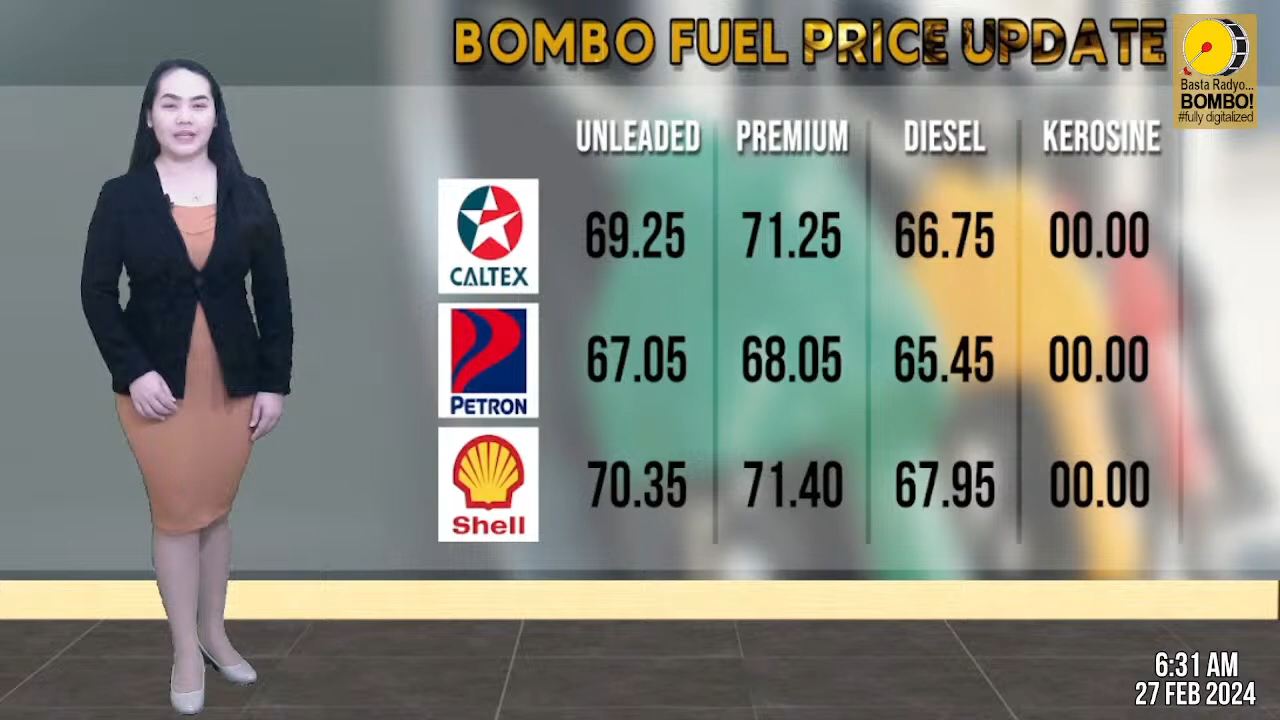 BOMBO FUEL PRICE UPDATE
Basta Radyo...
BOMBO!
#fully digitalized
UNLEADED PREMIUM DIESEL KEROSINE
CALTEX 69.25 71.25 66.75 00.00
PETRON 67.05 68.05 65.45 00.00
Shell 70.35 71.40 67.95 00.00
6:31 AM
27 FEB 2024